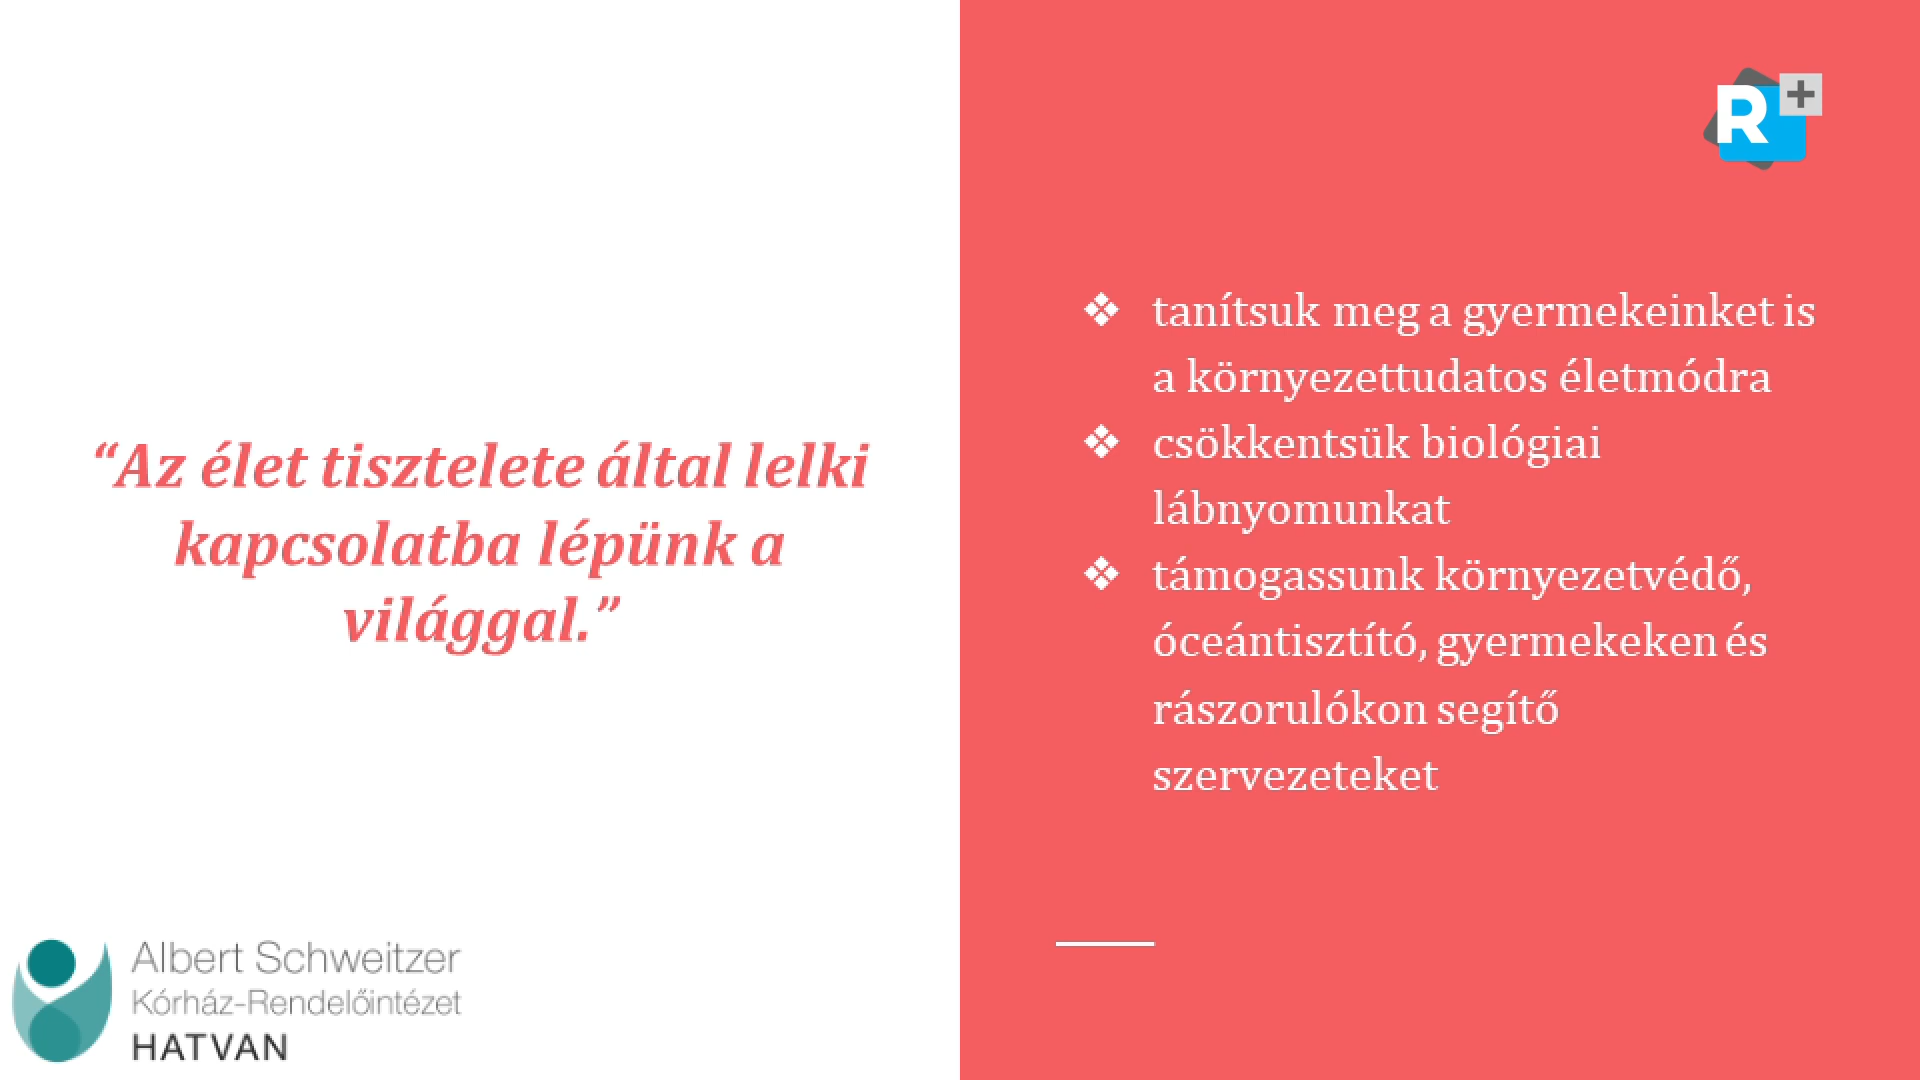 “Az élet tisztelete által lelki
kapcsolatba lépünk a
világgal.”
Albert Schweitzer
Kórház-Rendelőintézet
HATVAN
R+
❖ tanítsuk meg a gyermekeinket is
a környezettudatos életmódra
❖ csökkentsük biológiai
lábnyomunkat
❖ támogassunk környezetvédő,
óceántisztító, gyermekeken és
rászorulókon segítő
szervezeteket